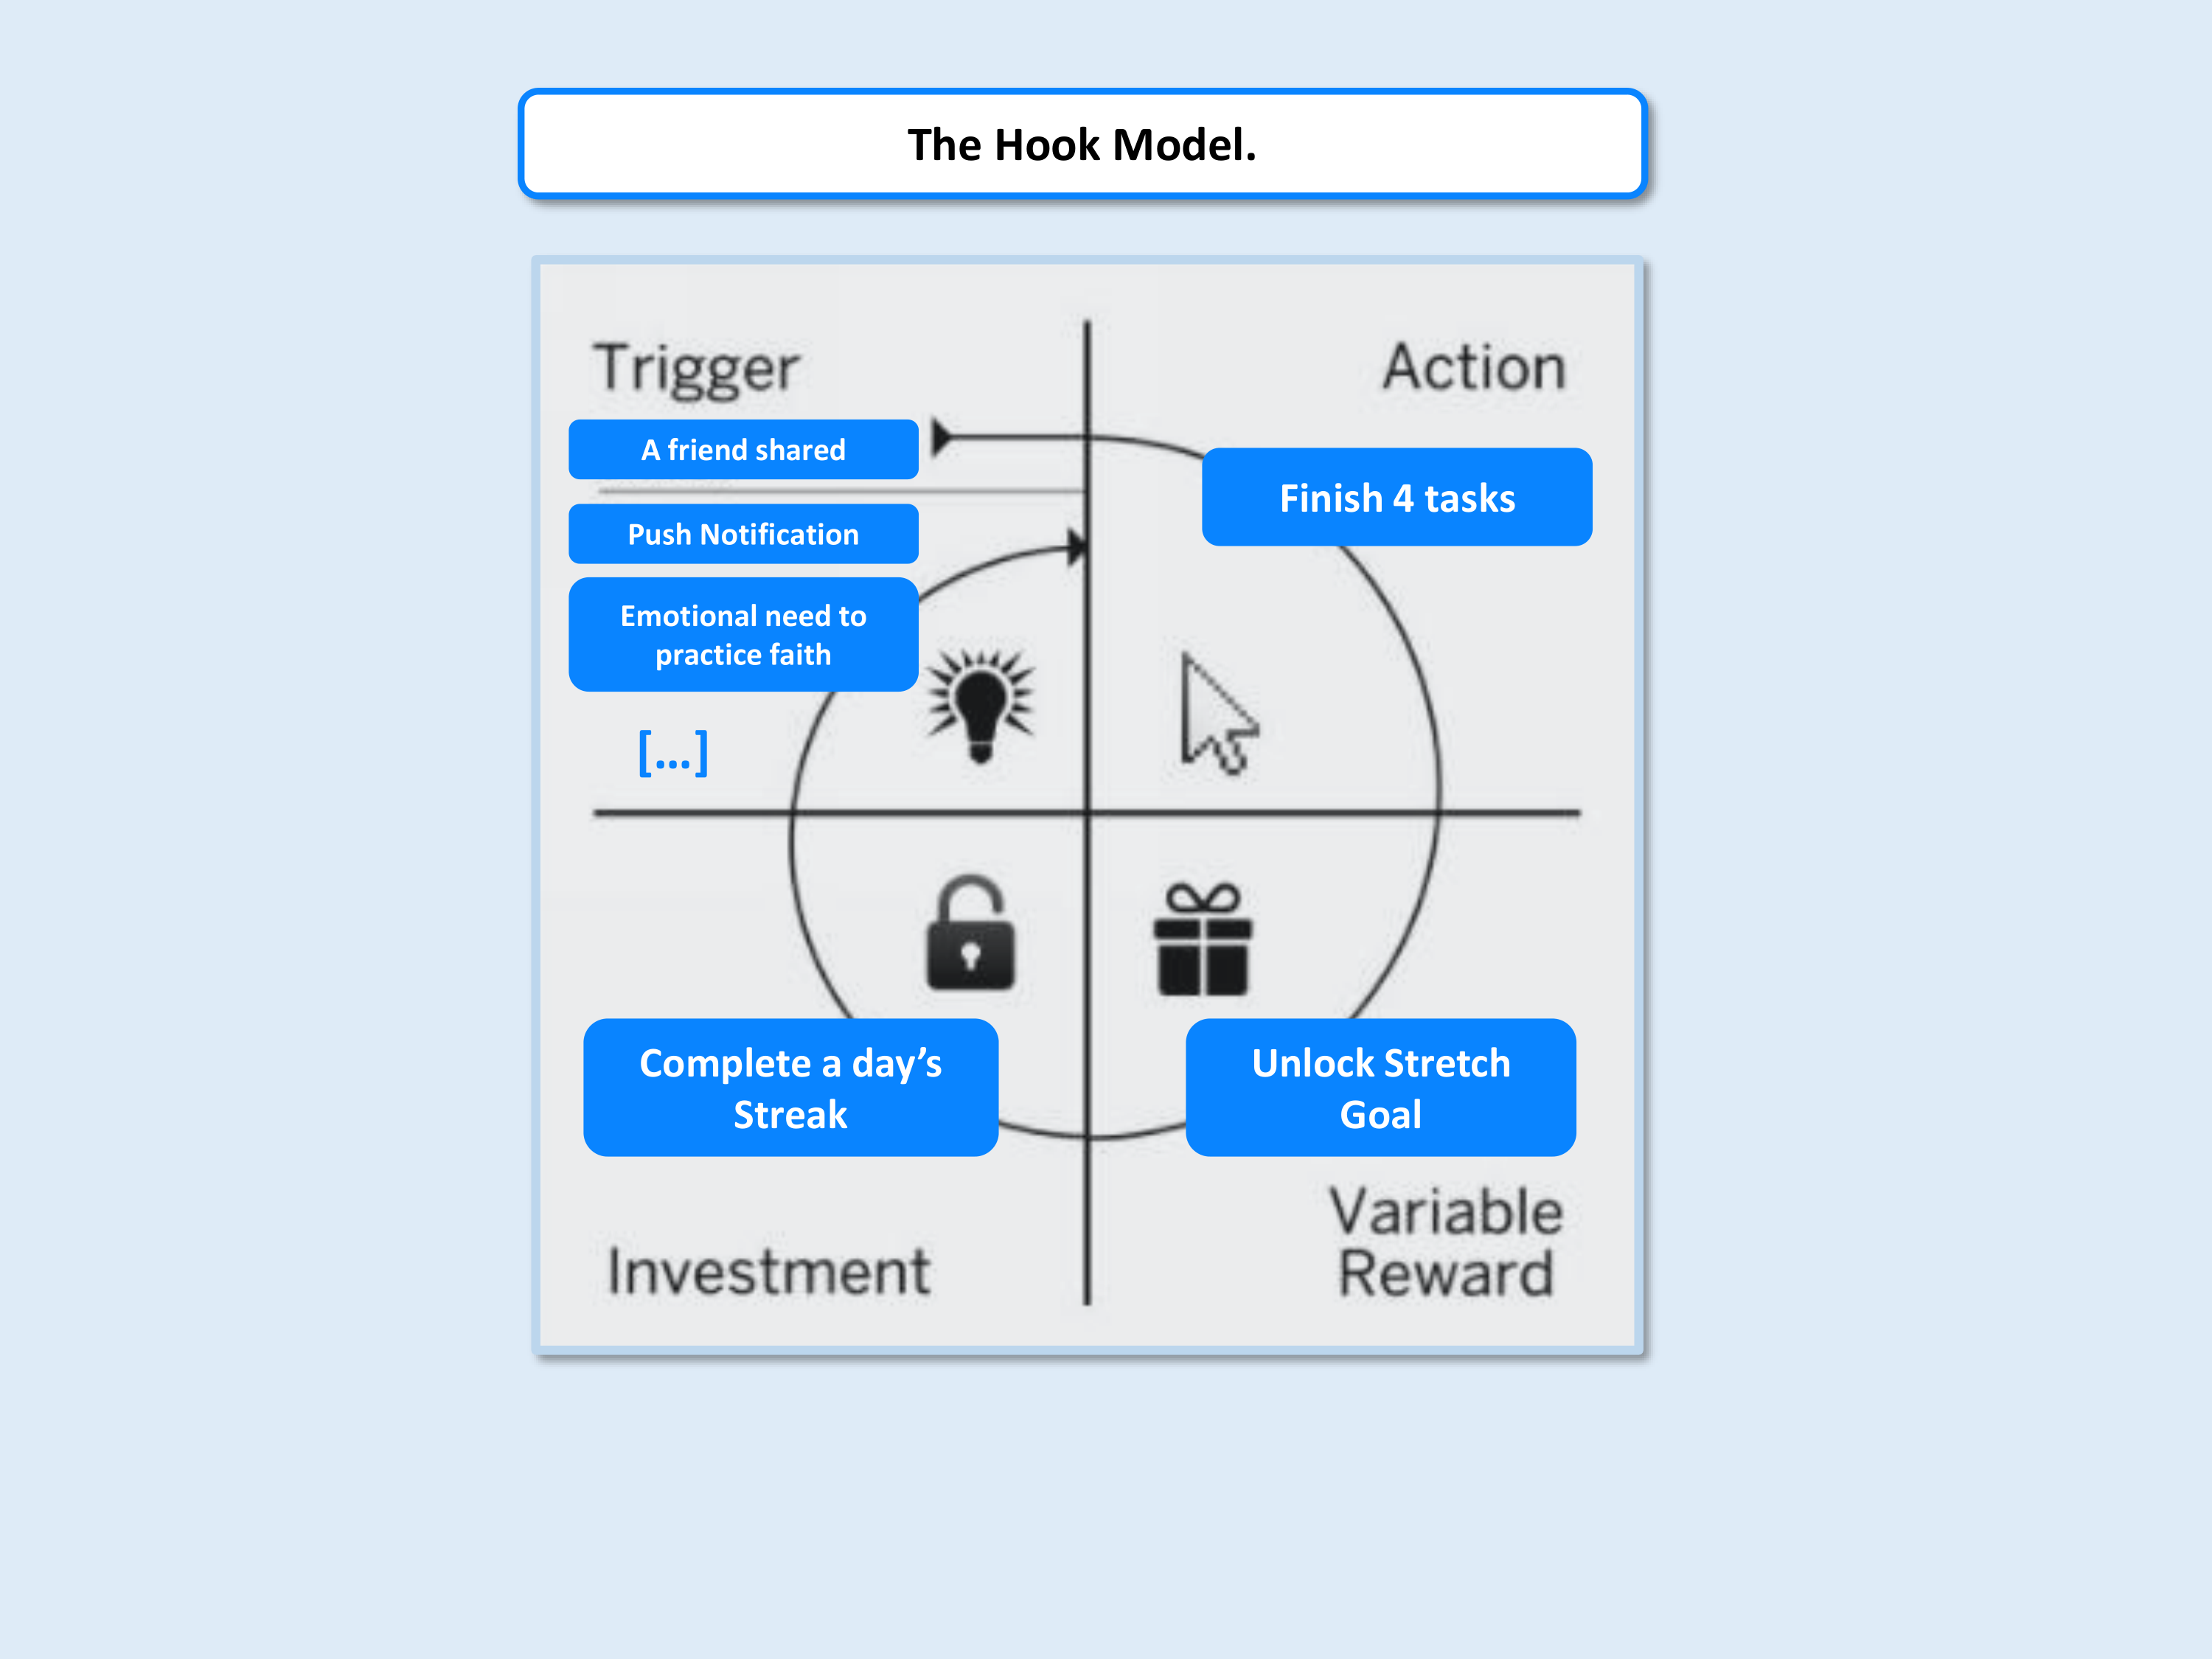 The Hook Model.
Trigger
Action
A friend shared
Finish 4 tasks
Push Notification
Emotional need to
practice faith
[...]
Complete a day’s
Streak
Unlock Stretch
Goal
Investment
Variable
Reward